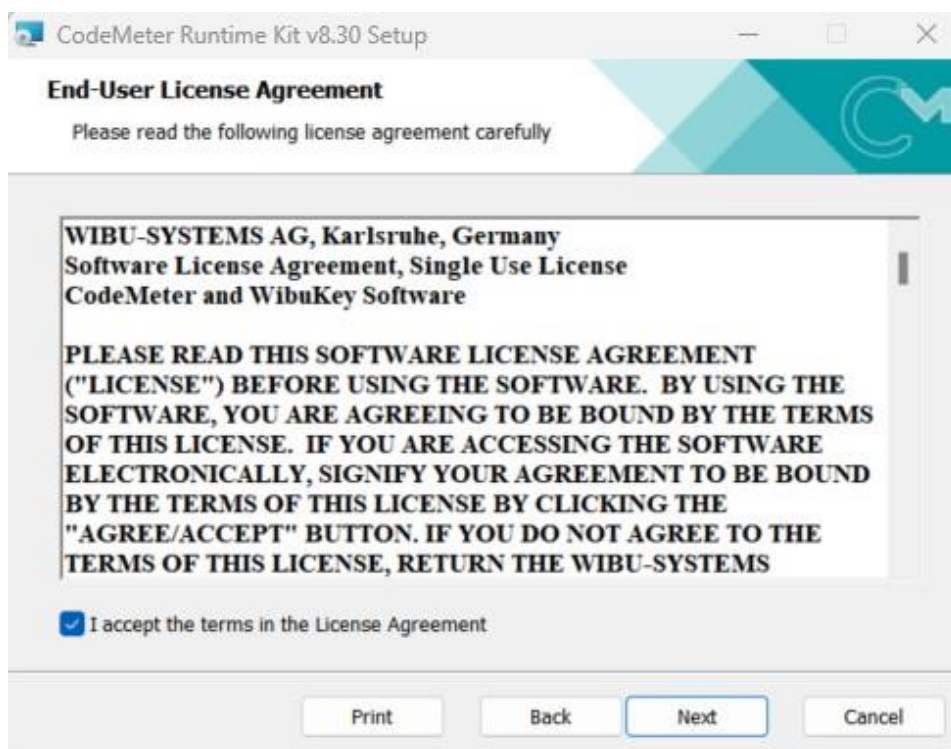 CodeMeter Runtime Kit v8.30 Setup
End-User License Agreement
Please read the following license agreement carefully
WIBU-SYSTEMS AG, Karlsruhe, Germany
Software License Agreement, Single Use License
CodeMeter and WibuKey Software
PLEASE READ THIS SOFTWARE LICENSE AGREEMENT
("LICENSE") BEFORE USING THE SOFTWARE.  BY USING THE
SOFTWARE, YOU ARE AGREEING TO BE BOUND BY THE TERMS
OF THIS LICENSE.  IF YOU ARE ACCESSING THE SOFTWARE
ELECTRONICALLY, SIGNIFY YOUR AGREEMENT TO BE BOUND
BY THE TERMS OF THIS LICENSE BY CLICKING THE
"AGREE/ACCEPT" BUTTON. IF YOU DO NOT AGREE TO THE
TERMS OF THIS LICENSE, RETURN THE WIBU-SYSTEMS
I accept the terms in the License Agreement
Print Back Next Cancel